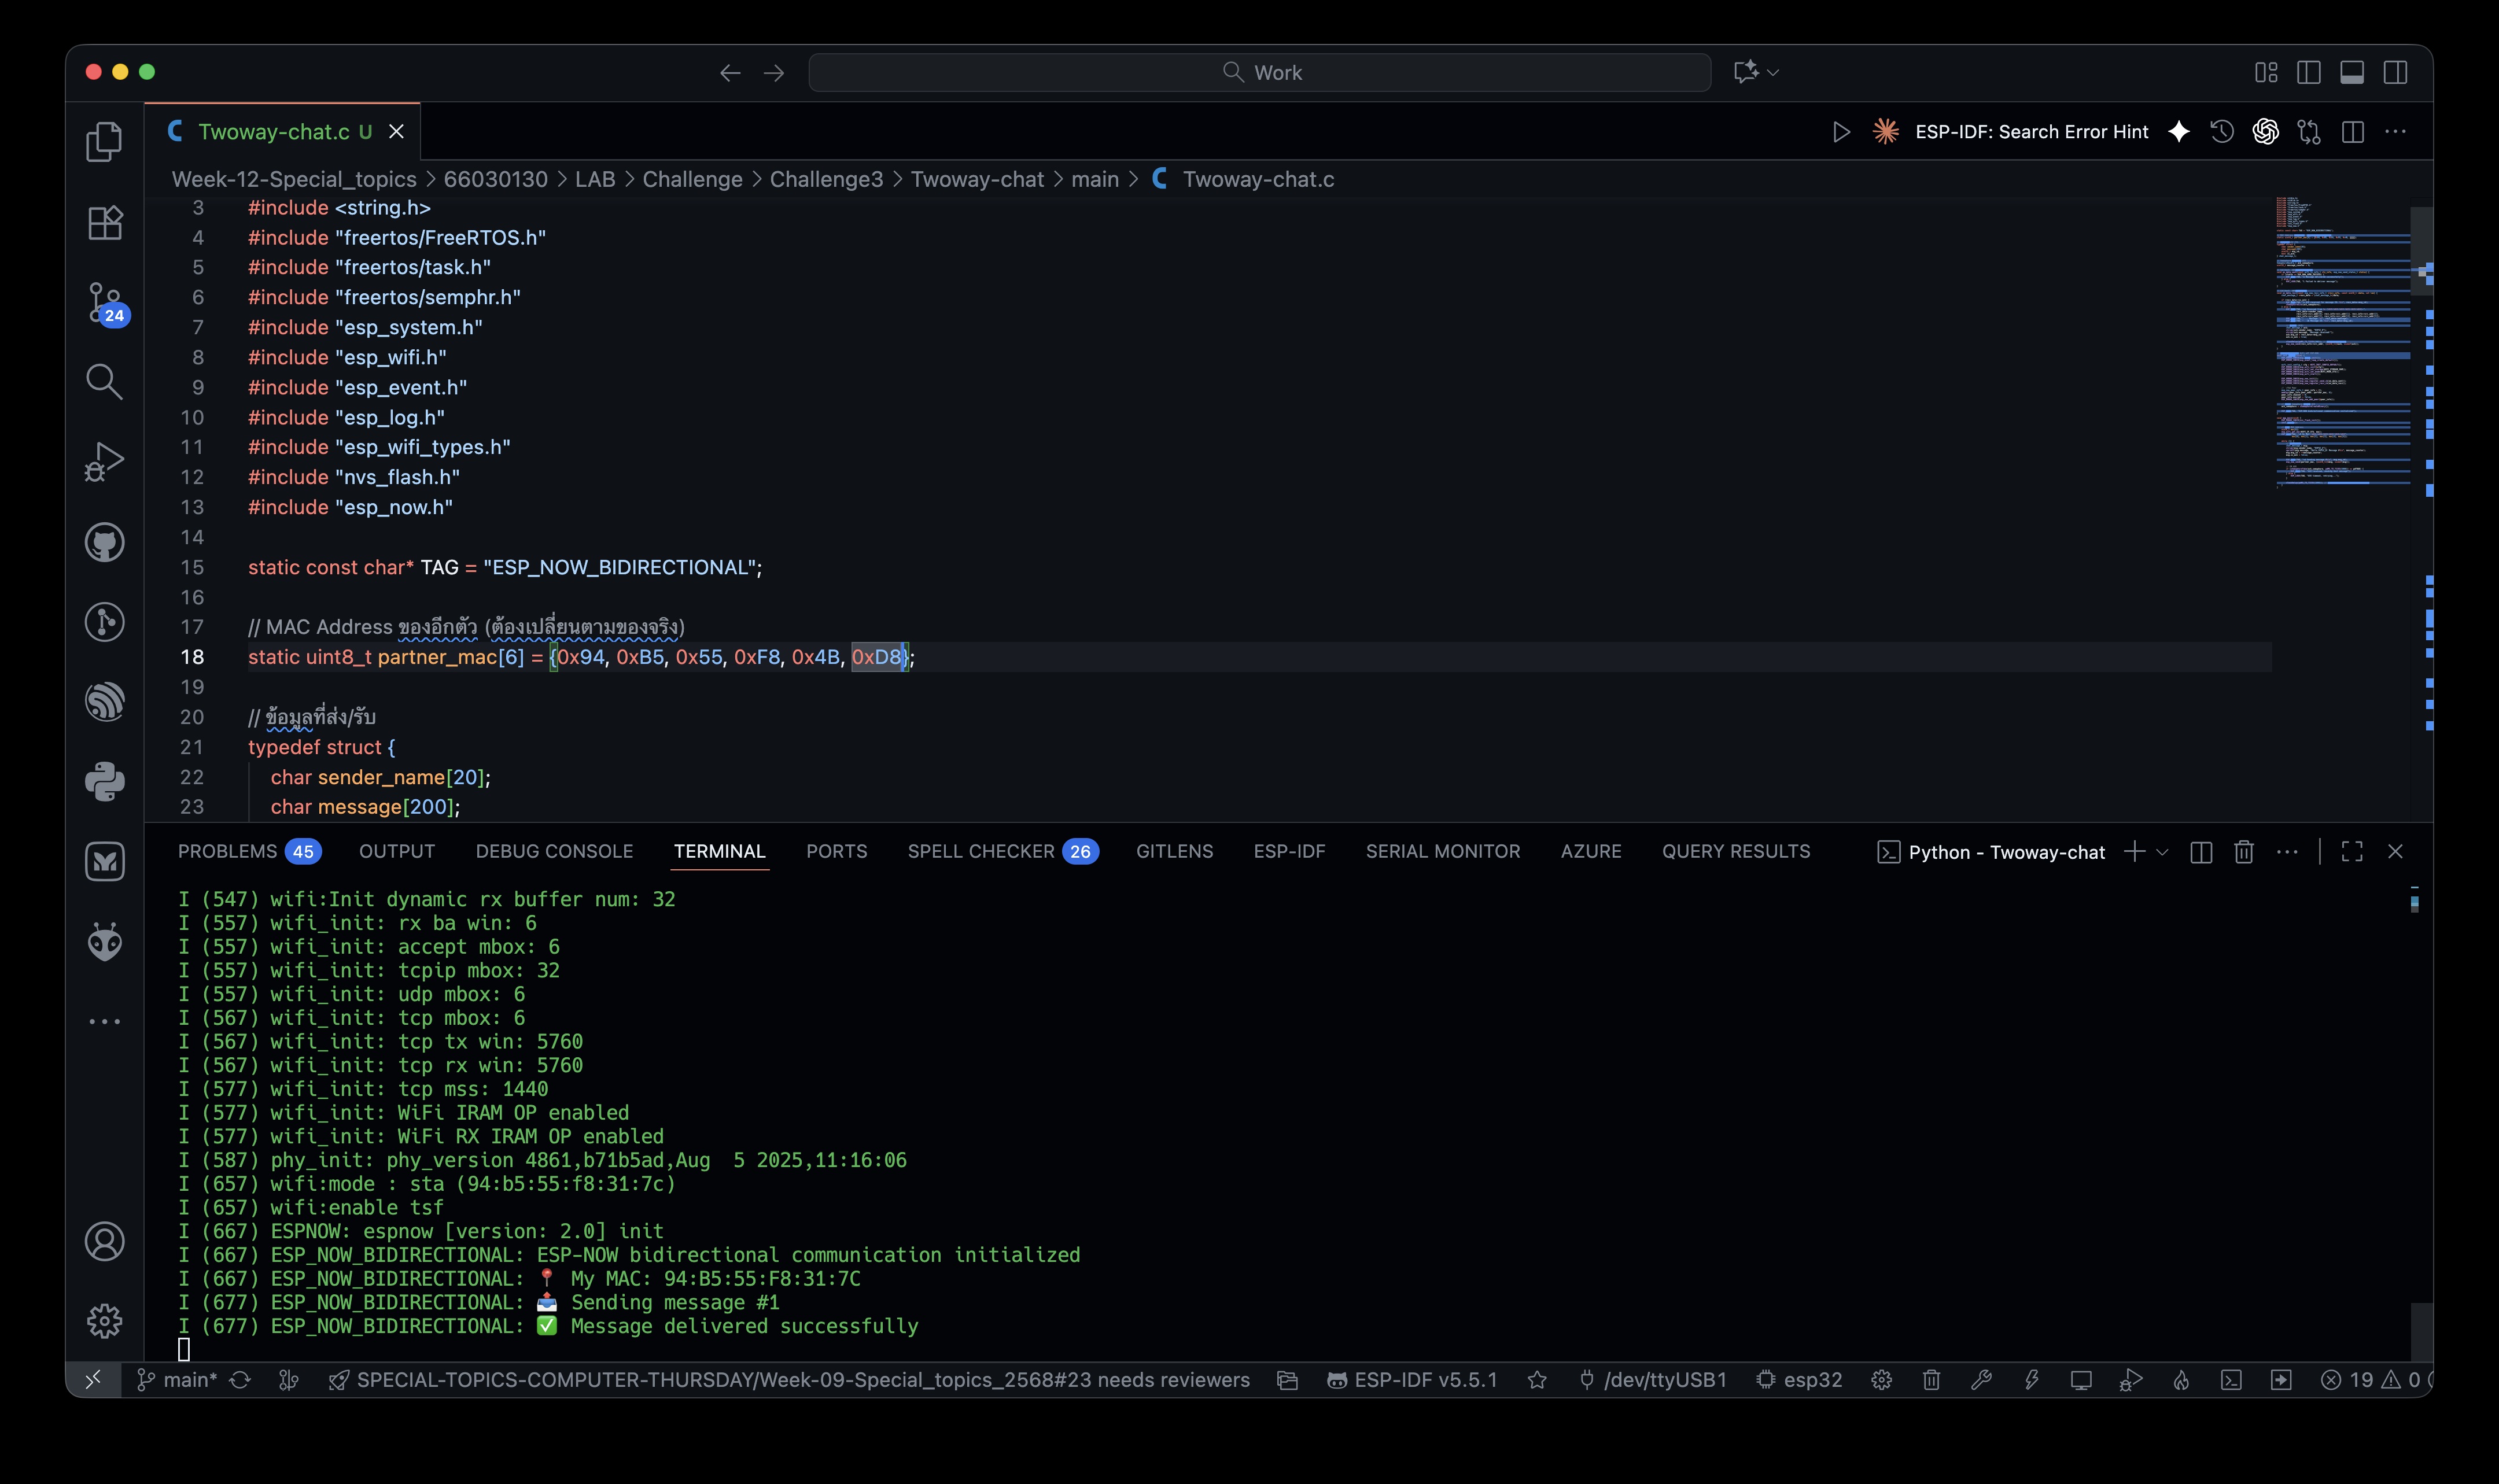 Work
Twoway-chat.c U
ESP-IDF: Search Error Hint
Week-12-Special_topics > 66030130 > LAB > Challenge > Challenge3 > Twoway-chat > main > C Twoway-chat.c
3 #include <string.h>
4 #include "freertos/FreeRTOS.h"
5 #include "freertos/task.h"
6 #include "freertos/semphr.h"
7 #include "esp_system.h"
8 #include "esp_wifi.h"
9 #include "esp_event.h"
10 #include "esp_log.h"
11 #include "esp_wifi_types.h"
12 #include "nvs_flash.h"
13 #include "esp_now.h"
14
15 static const char* TAG = "ESP_NOW_BIDIRECTIONAL";
16
17 // MAC Address ของอีกตัว (ต้องเปลี่ยนตามของจริง)
18 static uint8_t partner_mac[6] = {0x94, 0xB5, 0x55, 0xF8, 0x4B, 0xD8};
19
20 // ข้อมูลที่ส่ง/รับ
21 typedef struct {
22 char sender_name[20];
23 char message[200];
24
PROBLEMS 45 OUTPUT DEBUG CONSOLE TERMINAL PORTS SPELL CHECKER 26 GITLENS ESP-IDF SERIAL MONITOR AZURE QUERY RESULTS Python - Twoway-chat
I (547) wifi:Init dynamic rx buffer num: 32
I (557) wifi_init: rx ba win: 6
I (557) wifi_init: accept mbox: 6
I (557) wifi_init: tcpip mbox: 32
I (557) wifi_init: udp mbox: 6
I (567) wifi_init: tcp mbox: 6
I (567) wifi_init: tcp tx win: 5760
I (567) wifi_init: tcp rx win: 5760
I (577) wifi_init: tcp mss: 1440
I (577) wifi_init: WiFi IRAM OP enabled
I (577) wifi_init: WiFi RX IRAM OP enabled
I (587) phy_init: phy_version 4861,b71b5ad,Aug  5 2025,11:16:06
I (657) wifi:mode : sta (94:b5:55:f8:31:7c)
I (657) wifi:enable tsf
I (667) ESPNOW: espnow [version: 2.0] init
I (667) ESP_NOW_BIDIRECTIONAL: ESP-NOW bidirectional communication initialized
I (667) ESP_NOW_BIDIRECTIONAL: 📍 My MAC: 94:B5:55:F8:31:7C
I (677) ESP_NOW_BIDIRECTIONAL: 📤 Sending message #1
I (677) ESP_NOW_BIDIRECTIONAL: ✅ Message delivered successfully
main* SPECIAL-TOPICS-COMPUTER-THURSDAY/Week-09-Special_topics_2568#23 needs reviewers ESP-IDF v5.5.1 /dev/ttyUSB1 esp32 19 0